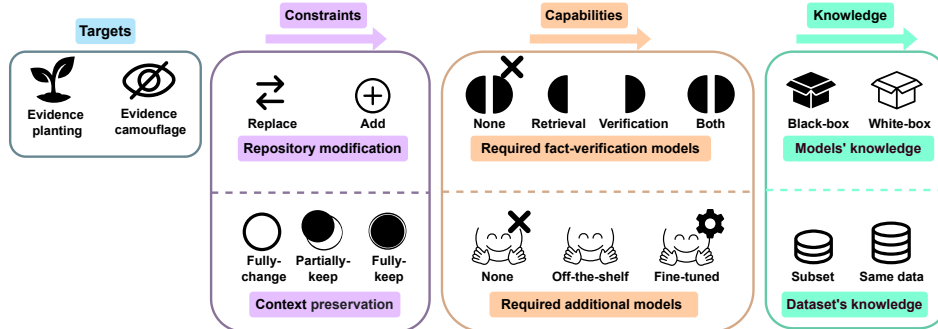 Targets
Constraints
Capabilities
Knowledge
Evidence
planting
Evidence
camouflage
Replace
Add
Repository modification
None
Retrieval
Verification
Both
Required fact-verification models
Black-box
White-box
Models' knowledge
Fully-
change
Partially-
keep
Fully-
keep
Context preservation
None
Off-the-shelf
Fine-tuned
Required additional models
Subset
Same data
Dataset's knowledge